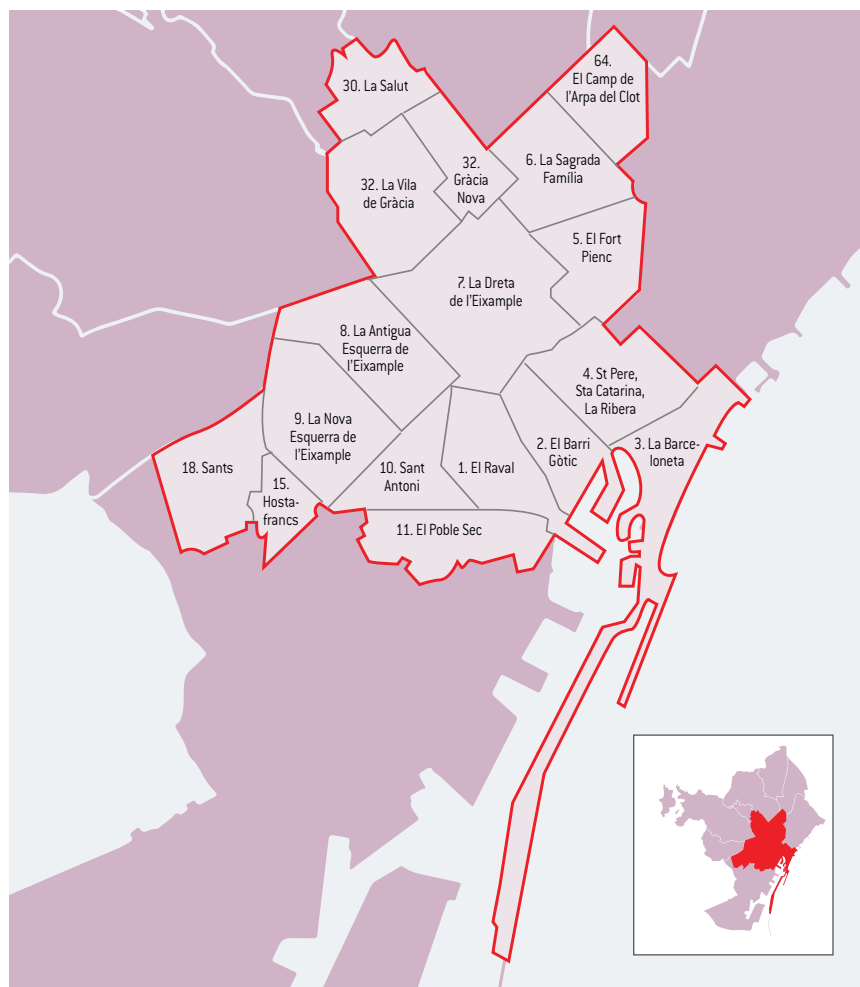 64.
El Camp de
l’Arpa del Clot
30. La Salut
6. La Sagrada
Família
32.
Gràcia
Nova
32. La Vila
de Gràcia
5. El Fort
Pienc
7. La Dreta
de l’Eixample
8. La Antigua
Esquerra de
l’Eixample
4. St Pere,
Sta Catarina,
La Ribera
9. La Nova
Esquerra de
l’Eixample
2. El Barri
Gòtic
3. La Barce-
loneta
18. Sants
10. Sant
Antoni
1. El Raval
15.
Hosta-
francs
11. El Poble Sec